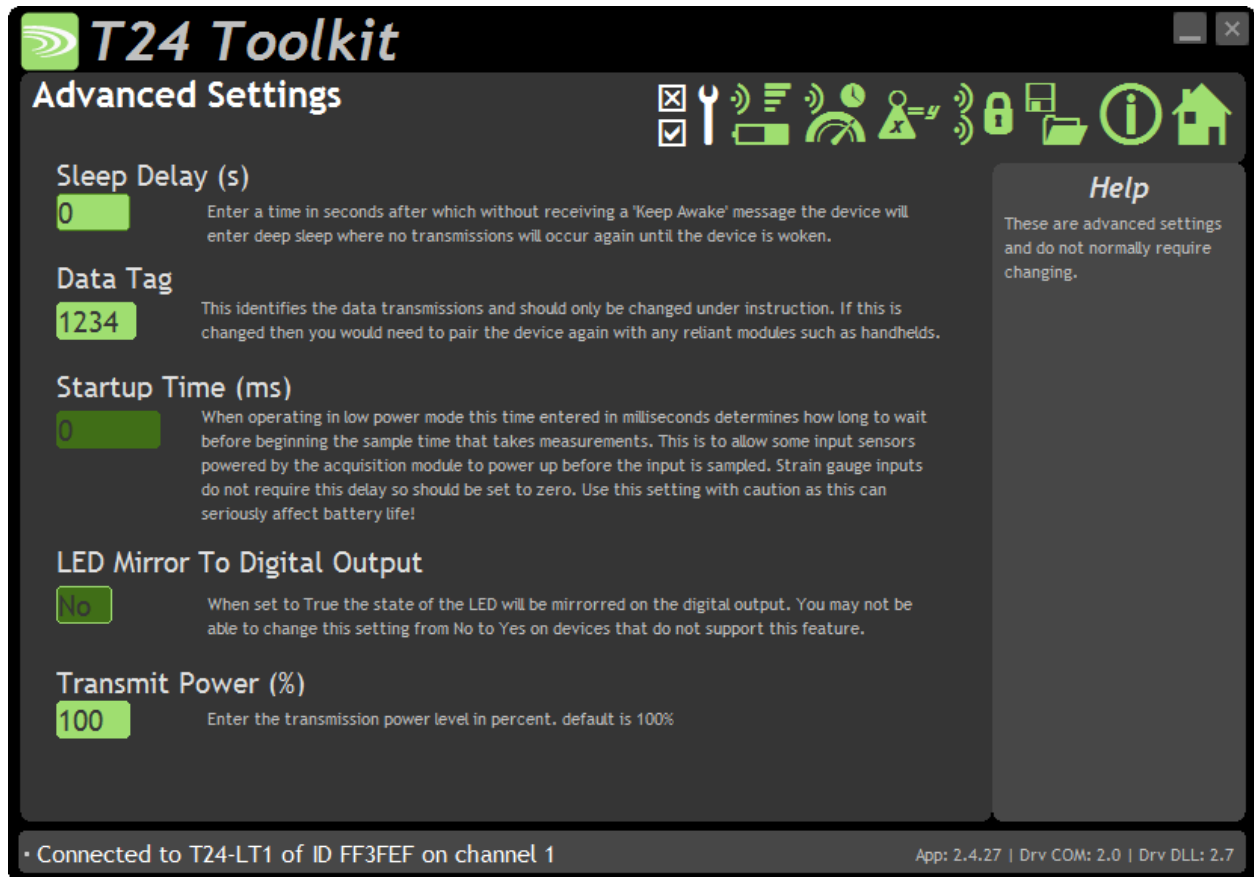 T24 Toolkit
Advanced Settings
x=y
Sleep Delay (s)
0
Enter a time in seconds after which without receiving a 'Keep Awake' message the device will
enter deep sleep where no transmissions will occur again until the device is woken.
Data Tag
1234
This identifies the data transmissions and should only be changed under instruction. If this is
changed then you would need to pair the device again with any reliant modules such as handhelds.
Startup Time (ms)
0
When operating in low power mode this time entered in milliseconds determines how long to wait
before beginning the sample time that takes measurements. This is to allow some input sensors
powered by the acquisition module to power up before the input is sampled. Strain gauge inputs
do not require this delay so should be set to zero. Use this setting with caution as this can
seriously affect battery life!
LED Mirror To Digital Output
No
When set to True the state of the LED will be mirrorred on the digital output. You may not be
able to change this setting from No to Yes on devices that do not support this feature.
Transmit Power (%)
100
Enter the transmission power level in percent. default is 100%
Help
These are advanced settings
and do not normally require
changing.
Connected to T24-LT1 of ID FF3FEF on channel 1
App: 2.4.27 | Drv COM: 2.0 | Drv DLL: 2.7